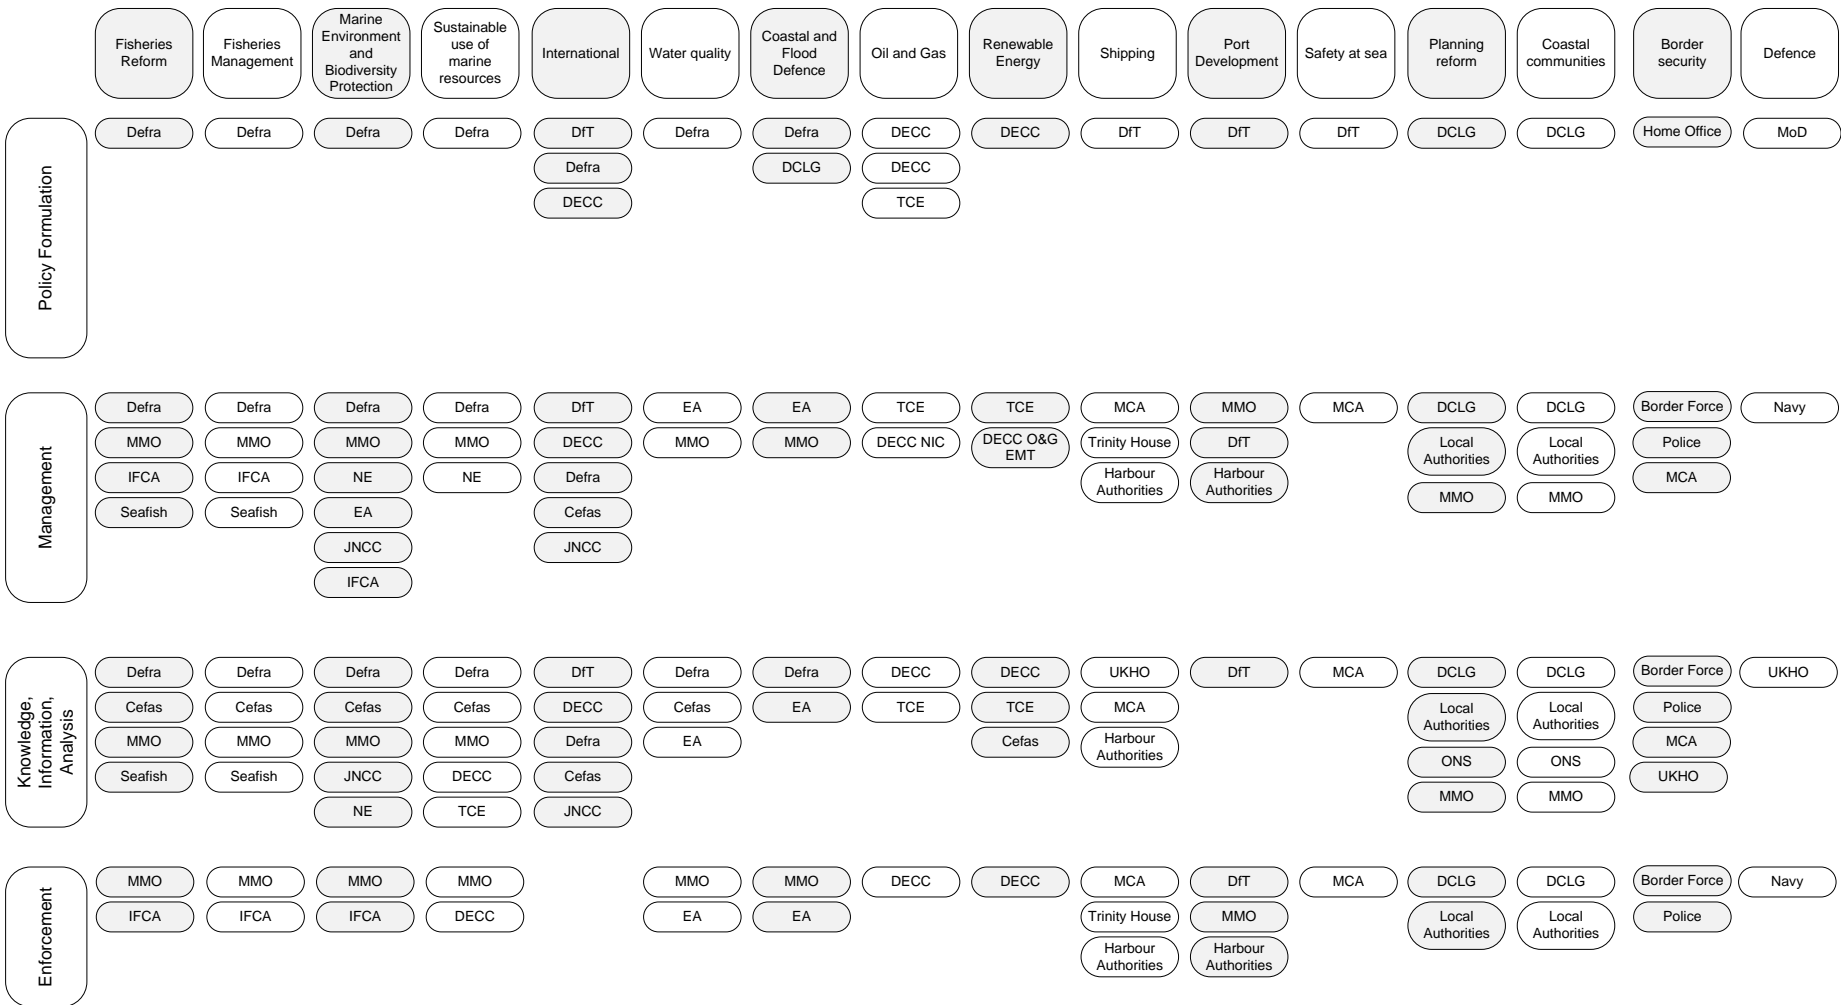 Fisheries
Reform
Fisheries
Management
Marine
Environment
and
Biodiversity
Protection
Sustainable
use of
marine
resources
International
Water quality
Coastal and
Flood
Defence
Oil and Gas
Renewable
Energy
Shipping
Port
Development
Safety at sea
Planning
reform
Coastal
communities
Border
security
Defence
Policy Formulation
Defra
Defra
Defra
Defra
DfT
Defra
Defra
DECC
DECC
DfT
DfT
DfT
DCLG
DCLG
Home Office
MoD
Defra
DCLG
DECC
DECC
TCE
Management
Defra
Defra
Defra
Defra
DfT
EA
EA
TCE
TCE
MCA
MMO
MCA
DCLG
DCLG
Border Force
Navy
MMO
MMO
MMO
MMO
DECC
MMO
MMO
DECC NIC
DECC O&G
EMT
Trinity House
DfT
Local
Authorities
Local
Authorities
Police
IFCA
IFCA
NE
NE
Defra
Harbour
Authorities
Harbour
Authorities
MCA
Seafish
Seafish
EA
Cefas
MMO
MMO
JNCC
JNCC
IFCA
Knowledge,
Information,
Analysis
Defra
Defra
Defra
Defra
DfT
Defra
Defra
DECC
DECC
UKHO
DfT
MCA
DCLG
DCLG
Border Force
UKHO
Cefas
Cefas
Cefas
Cefas
DECC
Cefas
EA
TCE
TCE
MCA
Local
Authorities
Local
Authorities
Police
MMO
MMO
MMO
MMO
Defra
EA
Cefas
Harbour
Authorities
ONS
ONS
MCA
Seafish
Seafish
JNCC
DECC
Cefas
MMO
MMO
UKHO
NE
TCE
JNCC
Enforcement
MMO
MMO
MMO
MMO
MMO
MMO
DECC
DECC
MCA
DfT
MCA
DCLG
DCLG
Border Force
Navy
IFCA
IFCA
IFCA
DECC
EA
EA
Trinity House
MMO
Local
Authorities
Local
Authorities
Police
Harbour
Authorities
Harbour
Authorities